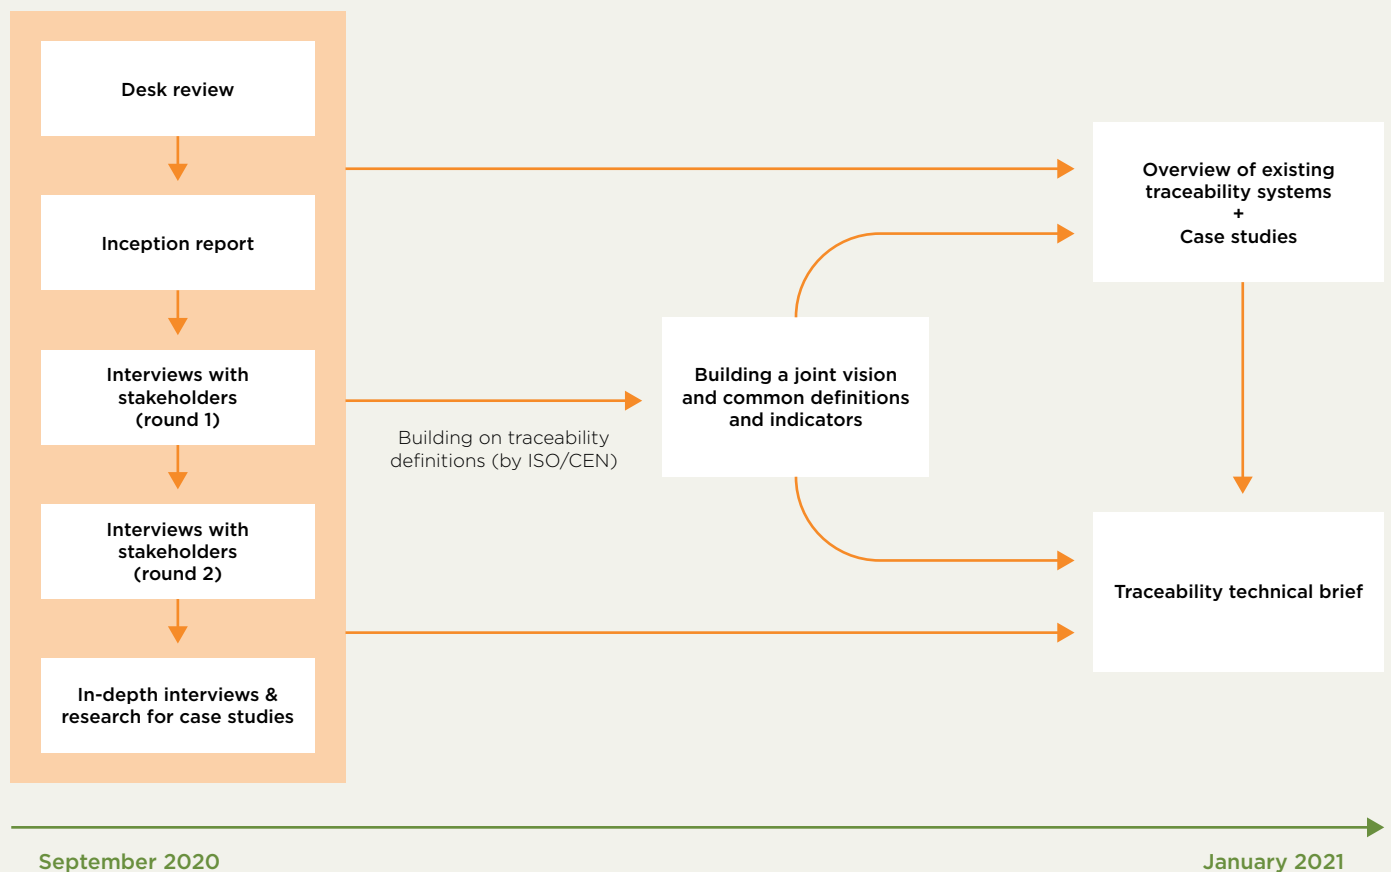 Desk review
Inception report
Interviews with
stakeholders
(round 1)
Interviews with
stakeholders
(round 2)
In-depth interviews &
research for case studies
Building on traceability
definitions (by ISO/CEN)
Building a joint vision
and common definitions
and indicators
Overview of existing
traceability systems
+
Case studies
Traceability technical brief
September 2020
January 2021